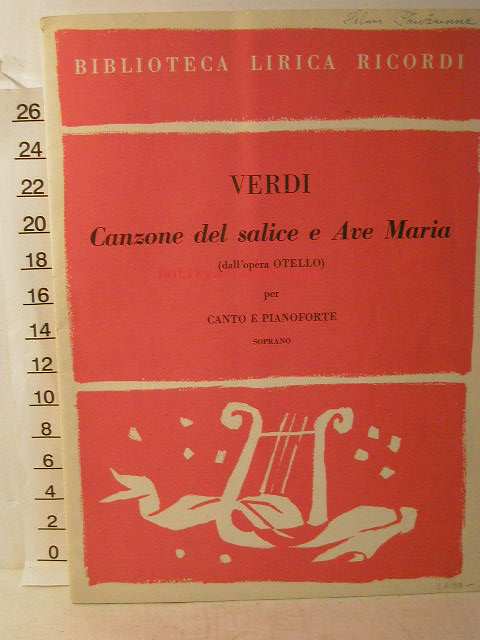 BIBLIOTECA LIRICA RICORDI
VERDI
Canzone del salice e Ave Maria
(dall'opera OTELLO)
per
CANTO E PIANOFORTE
SOPRANO
26
24
22
20
18
16
14
12
10
8
6
4
2
0